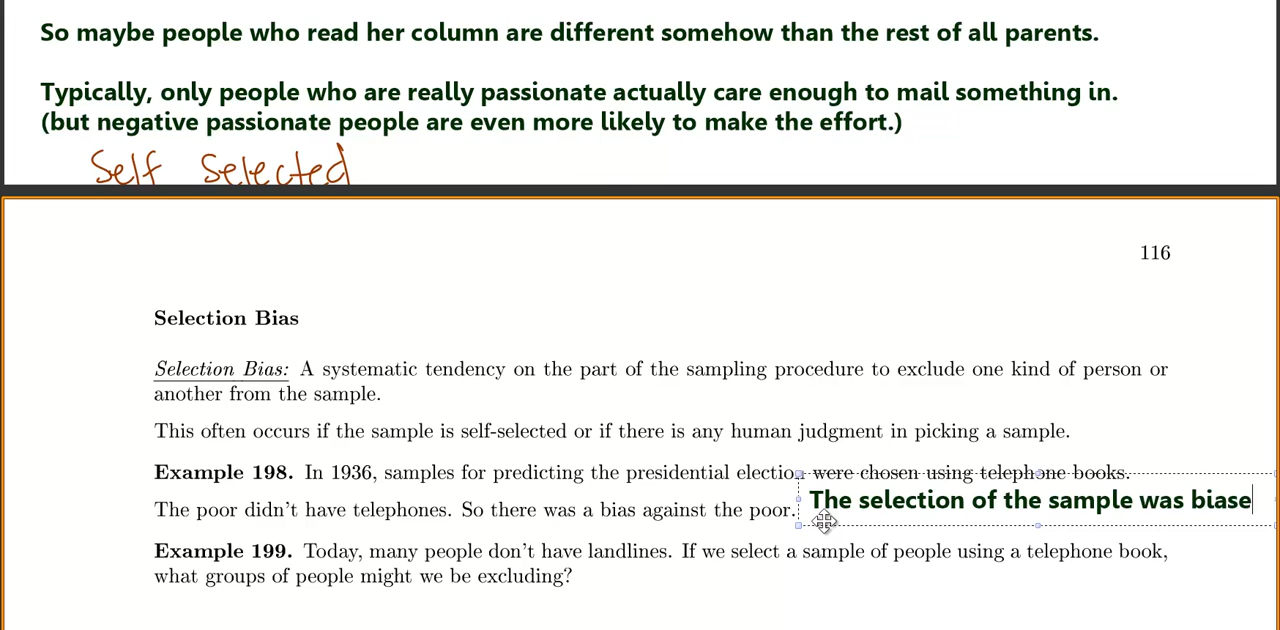 So maybe people who read her column are different somehow than the rest of all parents.
Typically, only people who are really passionate actually care enough to mail something in.
(but negative passionate people are even more likely to make the effort.)
Self Selected
116
Selection Bias
Selection Bias: A systematic tendency on the part of the sampling procedure to exclude one kind of person or
another from the sample.
This often occurs if the sample is self-selected or if there is any human judgment in picking a sample.
Example 198. In 1936, samples for predicting the presidential election were chosen using telephone books.
The poor didn't have telephones. So there was a bias against the poor. The selection of the sample was biase
Example 199. Today, many people don't have landlines. If we select a sample of people using a telephone book,
what groups of people might we be excluding?